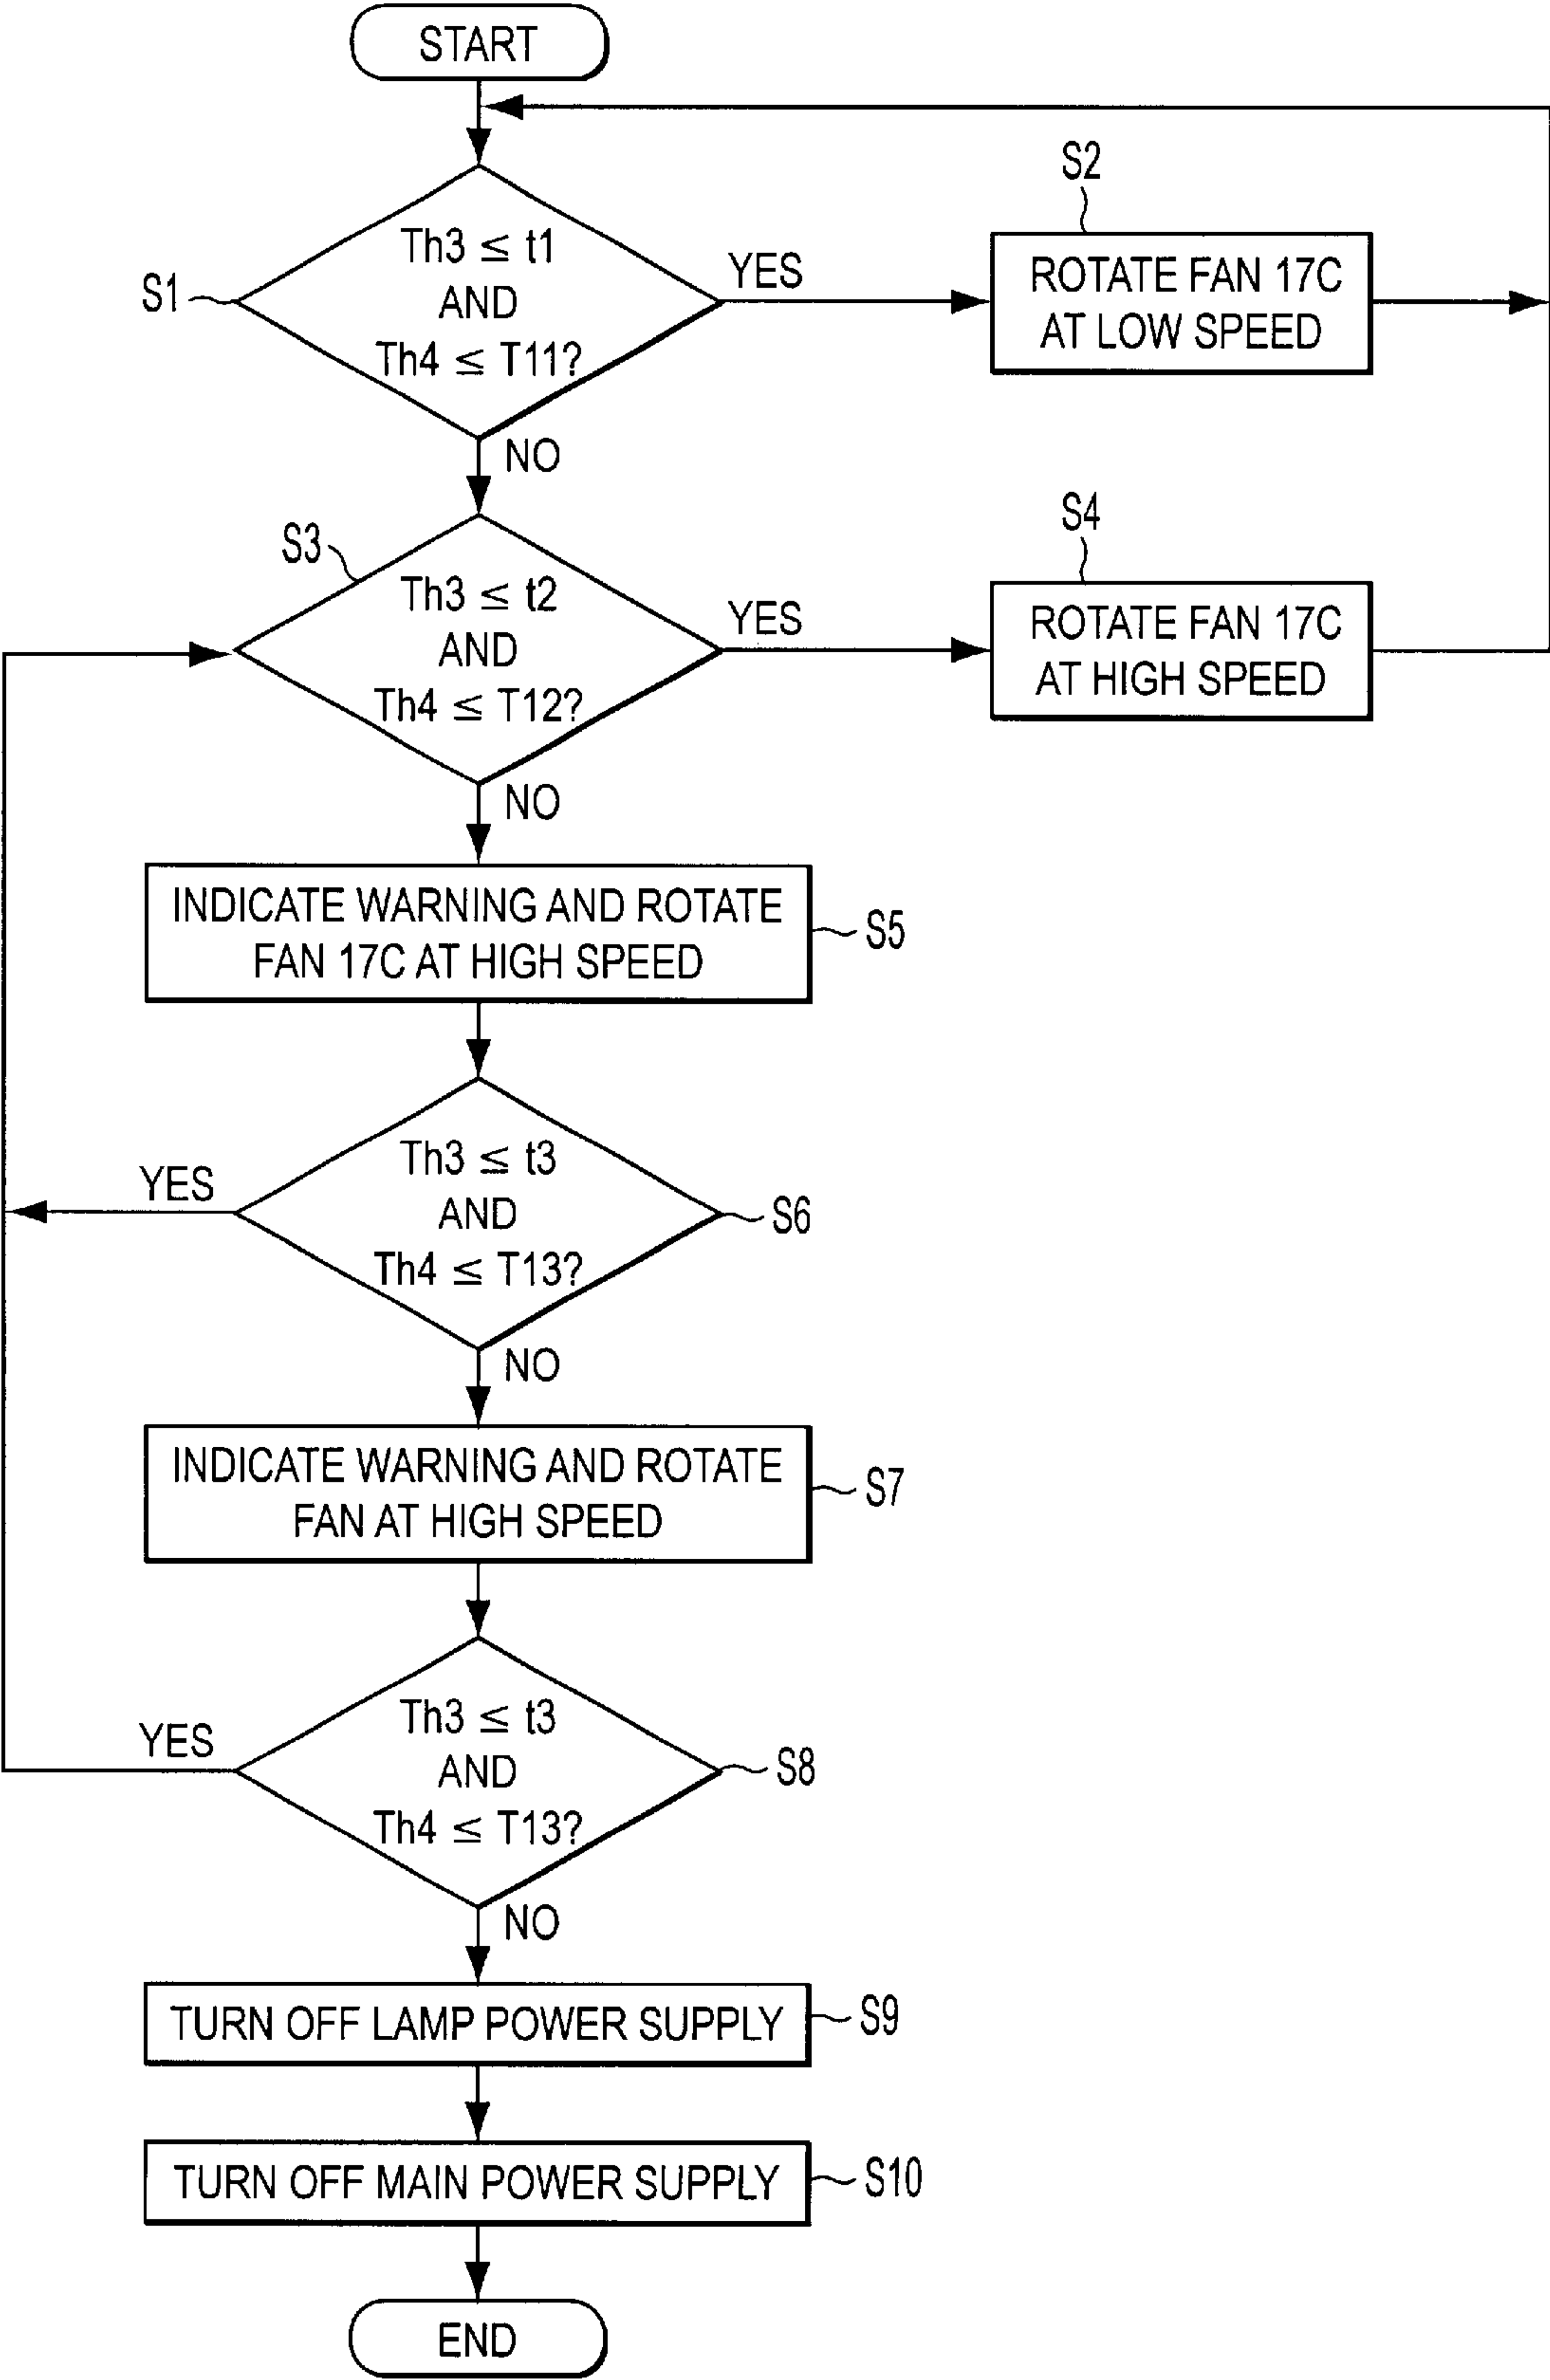 START
S1
Th3 ≤ t1
AND
Th4 ≤ T11?
YES
NO
S2
ROTATE FAN 17C
AT LOW SPEED
S3
Th3 ≤ t2
AND
Th4 ≤ T12?
YES
NO
S4
ROTATE FAN 17C
AT HIGH SPEED
INDICATE WARNING AND ROTATE
FAN 17C AT HIGH SPEED
S5
YES
Th3 ≤ t3
AND
Th4 ≤ T13?
S6
NO
INDICATE WARNING AND ROTATE
FAN AT HIGH SPEED
S7
YES
Th3 ≤ t3
AND
Th4 ≤ T13?
S8
NO
TURN OFF LAMP POWER SUPPLY
S9
TURN OFF MAIN POWER SUPPLY
S10
END